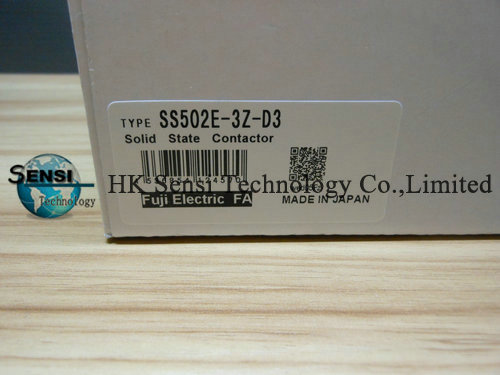 TYPE SS502E-3Z-D3
Solid State Contactor
SENSI
Technology
HK Sensi Technology Co.,Limited
Fuji Electric FA
MADE IN JAPAN